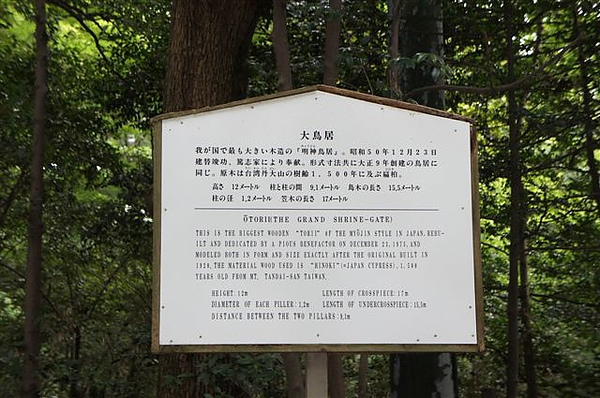 大鳥居
我が国で最も大きい木造の「明神鳥居」。昭和50年12月23日
建替竣功、篤志家により奉献。形式寸法共に大正9年創建の鳥居に
同じ。原木は台湾丹大山の樹齢1,500年に及ぶ扁柏。
高さ 12メートル 柱と柱の間 9,1メートル 島木の長さ 15,5メートル
柱の径 1,2メートル 笠木の長さ 17メートル
ŌTORII(THE GRAND SHRINE-GATE)
THIS IS THE BIGGEST WOODEN "TORII" OF THE MYŌJIN STYLE IN JAPAN. REBU-
ILT AND DEDICATED BY A PIOUS BENEFACTOR ON DECEMBER 23, 1975, AND
MODELED BOTH IN FORM AND SIZE EXACTLY AFTER THE ORIGINAL BUILT IN
1920, THE MATERIAL WOOD USED IS "HINOKI"(=JAPAN CYPRESS), 1,500
YEARS OLD FROM MT. TANDAI-SAN TAIWAN.
HEIGHT: 12m LENGTH OF CROSSPIECE: 17m
DIAMETER OF EACH PILLER: 1,2m LENGTH OF UNDERCROSSPIECE: 15,5m
DISTANCE BETWEEN THE TWO PILLARS: 9,1m